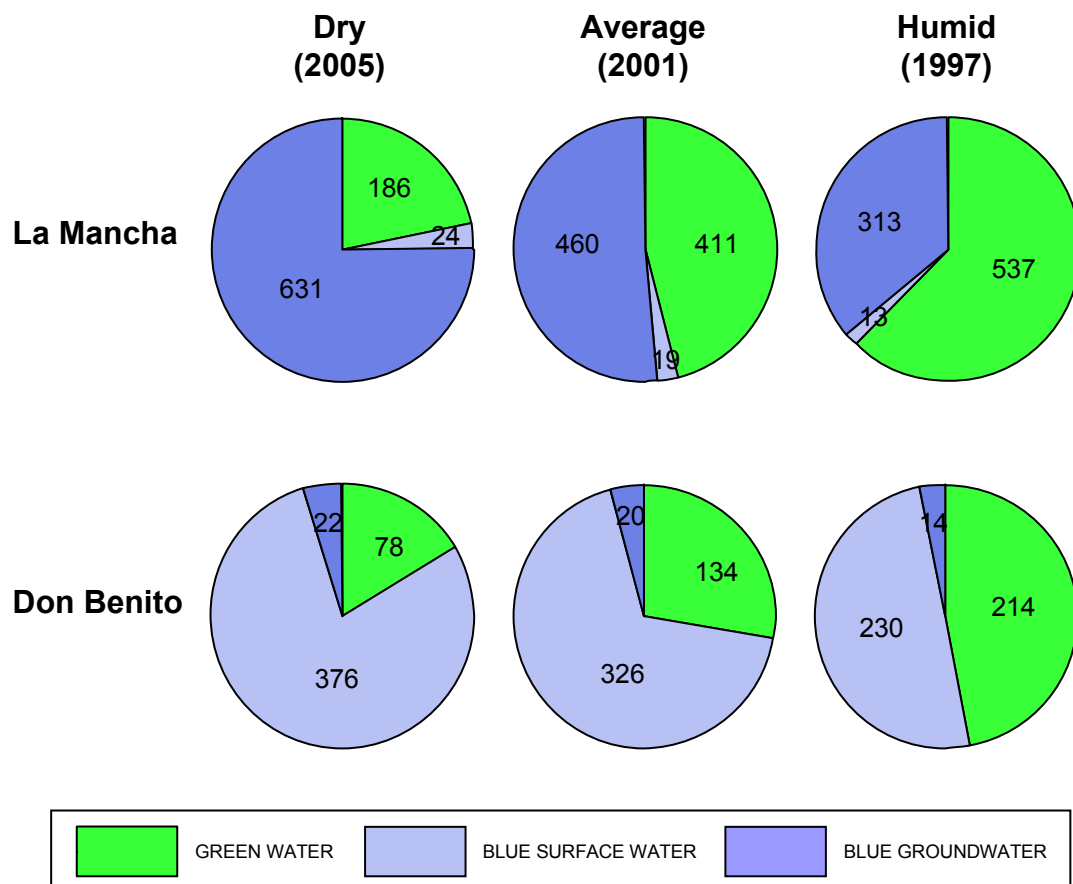 Dry
(2005)
Average
(2001)
Humid
(1997)
La Mancha
186
24
631
411
19
460
537
13
313
Don Benito
78
376
22
134
326
20
214
230
14
GREEN WATER
BLUE SURFACE WATER
BLUE GROUNDWATER